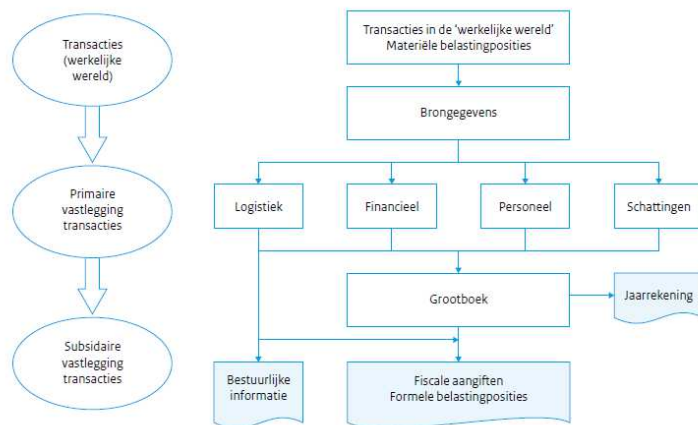 Transacties
(werkelijke
wereld)
Primaire
vastlegging
transacties
Subsidaire
vastlegging
transacties
Transacties in de ‘werkelijke wereld’
Materiële belastingposities
Brongegevens
Logistiek
Financieel
Personeel
Schattingen
Grootboek
Jaarrekening
Bestuurlijke
informatie
Fiscale aangiften
Formele belastingposities